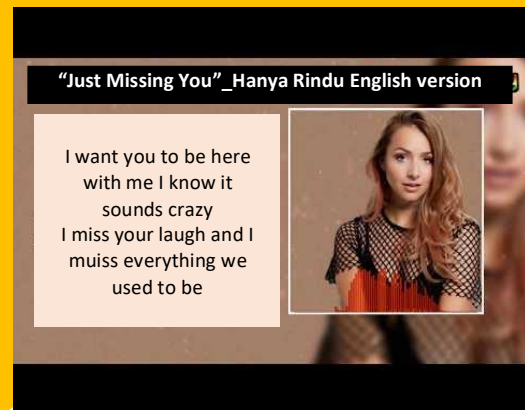 “Just Missing You”_Hanya Rindu English version
I want you to be here
with me I know it
sounds crazy
I miss your laugh and I
muiss everything we
used to be